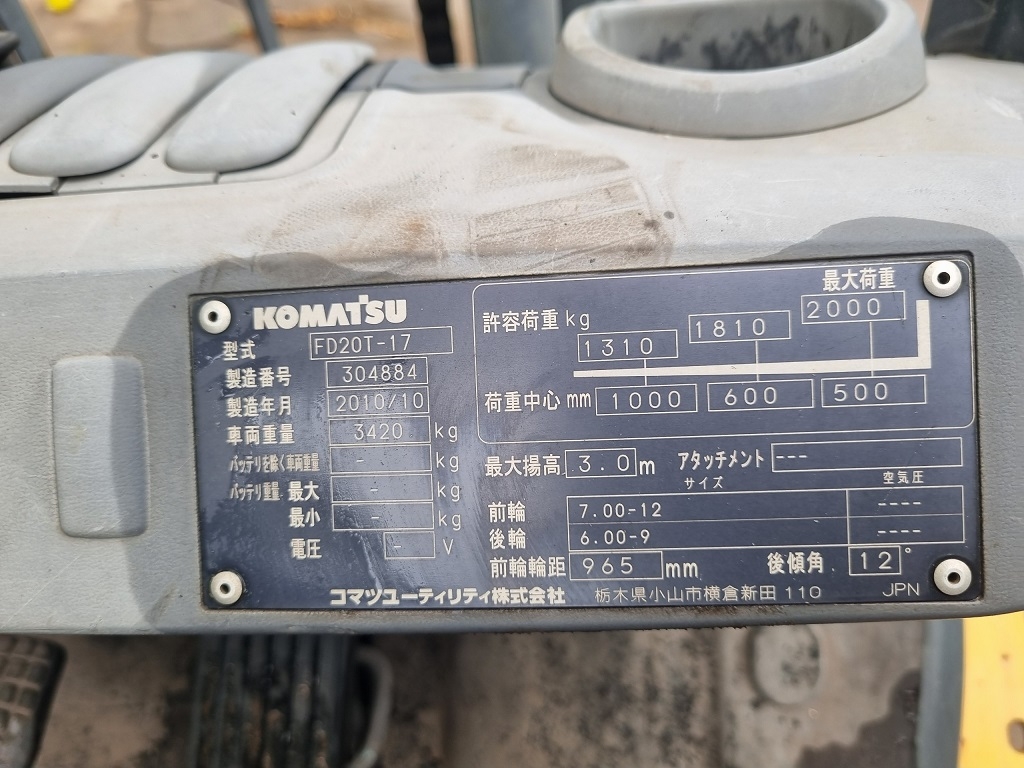 KOMATSU
型式 FD20T-17
製造番号 304884
製造年月 2010/10
車両重量 3420 kg
バッテリを除く車両重量 - kg
バッテリ重量 最大 - kg
最小 - kg
電圧 - V
最大荷重
許容荷重 kg 1310 1810 2000
荷重中心 mm 1000 600 500
最大揚高 3.0 m アタッチメント ---
サイズ 空気圧
前輪 7.00-12 ----
後輪 6.00-9 ----
前輪輪距 965 mm 後傾角 12°
コマツユーティリティ株式会社 栃木県小山市横倉新田 110 JPN